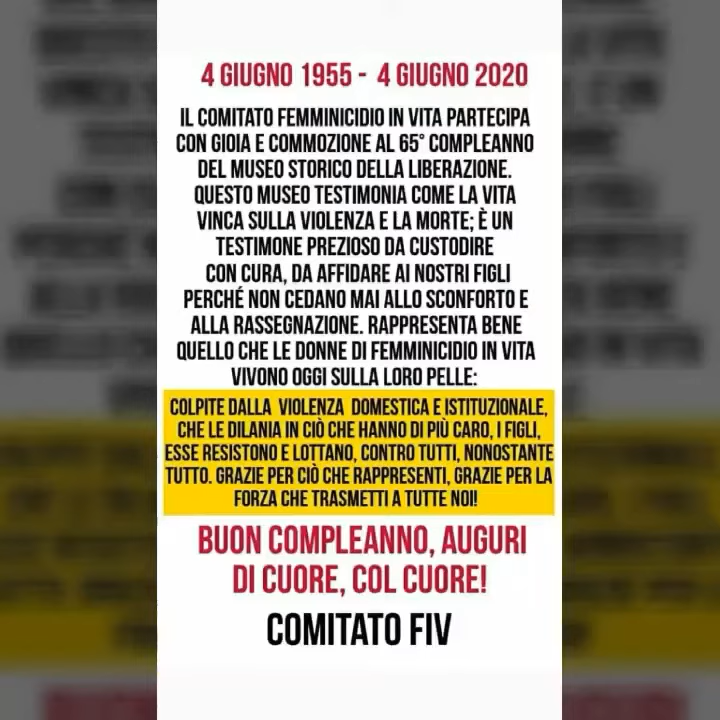 4 GIUGNO 1955 - 4 GIUGNO 2020
IL COMITATO FEMMINICIDIO IN VITA PARTECIPA
CON GIOIA E COMMOZIONE AL 65° COMPLEANNO
DEL MUSEO STORICO DELLA LIBERAZIONE.
QUESTO MUSEO TESTIMONIA COME LA VITA
VINCA SULLA VIOLENZA E LA MORTE; È UN
TESTIMONE PREZIOSO DA CUSTODIRE
CON CURA, DA AFFIDARE AI NOSTRI FIGLI
PERCHÉ NON CEDANO MAI ALLO SCONFORTO E
ALLA RASSEGNAZIONE. RAPPRESENTA BENE
QUELLO CHE LE DONNE DI FEMMINICIDIO IN VITA
VIVONO OGGI SULLA LORO PELLE:
COLPITE DALLA VIOLENZA DOMESTICA E ISTITUZIONALE,
CHE LE DILANIA IN CIÒ CHE HANNO DI PIÙ CARO, I FIGLI,
ESSE RESISTONO E LOTTANO, CONTRO TUTTI, NONOSTANTE
TUTTO. GRAZIE PER CIÒ CHE RAPPRESENTI, GRAZIE PER LA
FORZA CHE TRASMETTI A TUTTE NOI!
BUON COMPLEANNO, AUGURI
DI CUORE, COL CUORE!
COMITATO FIV